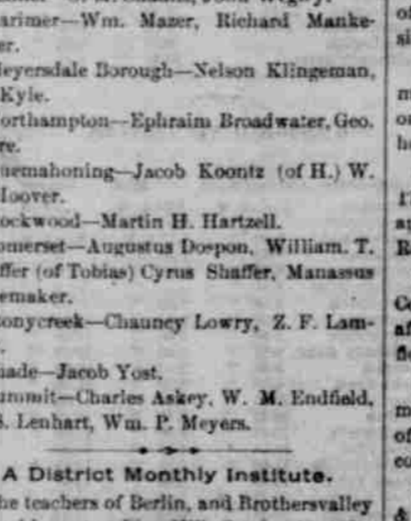 arimer—Wm. Mazer, Richard Manke-
er.
eyersdale Borough—Nelson Klingeman,
Kyle.
orthampton—Ephraim Broadwater, Geo.
re.
uemahoning—Jacob Koontz (of H.) W.
Hoover.
ockwood—Martin H. Hartzell.
omerset—Augustus Dospon, William. T.
ffer (of Tobias) Cyrus Shaffer, Manassus
emaker.
onycreek—Chauncy Lowry, Z. F. Lam-
.
hade—Jacob Yost.
ummit—Charles Askey, W. M. Endfield,
S. Lenhart, Wm. P. Meyers.
A District Monthly Institute.
he teachers of Berlin, and Brothersvalley